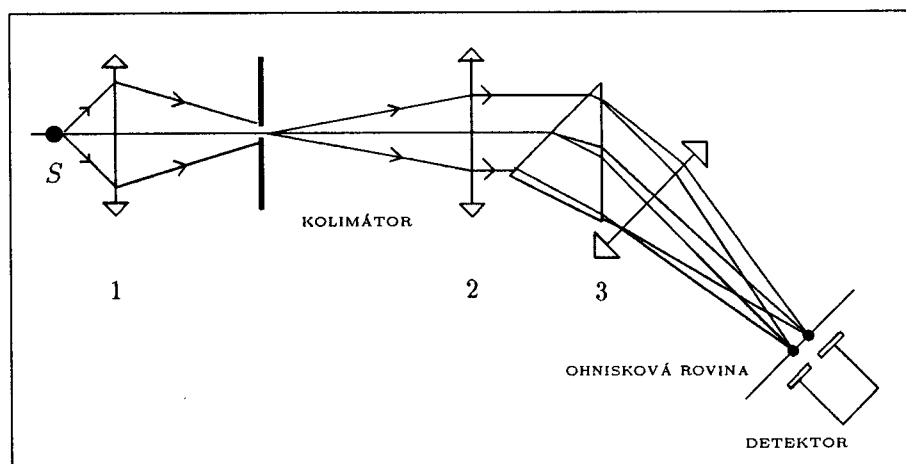 S
KOLIMÁTOR
1 2 3
OHNISKOVÁ ROVINA
DETEKTOR